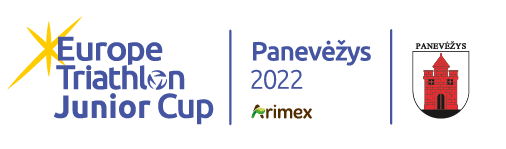 Europe
Triathlon
Junior Cup
Panevėžys
2022
Arimex
PANEVĖŽYS